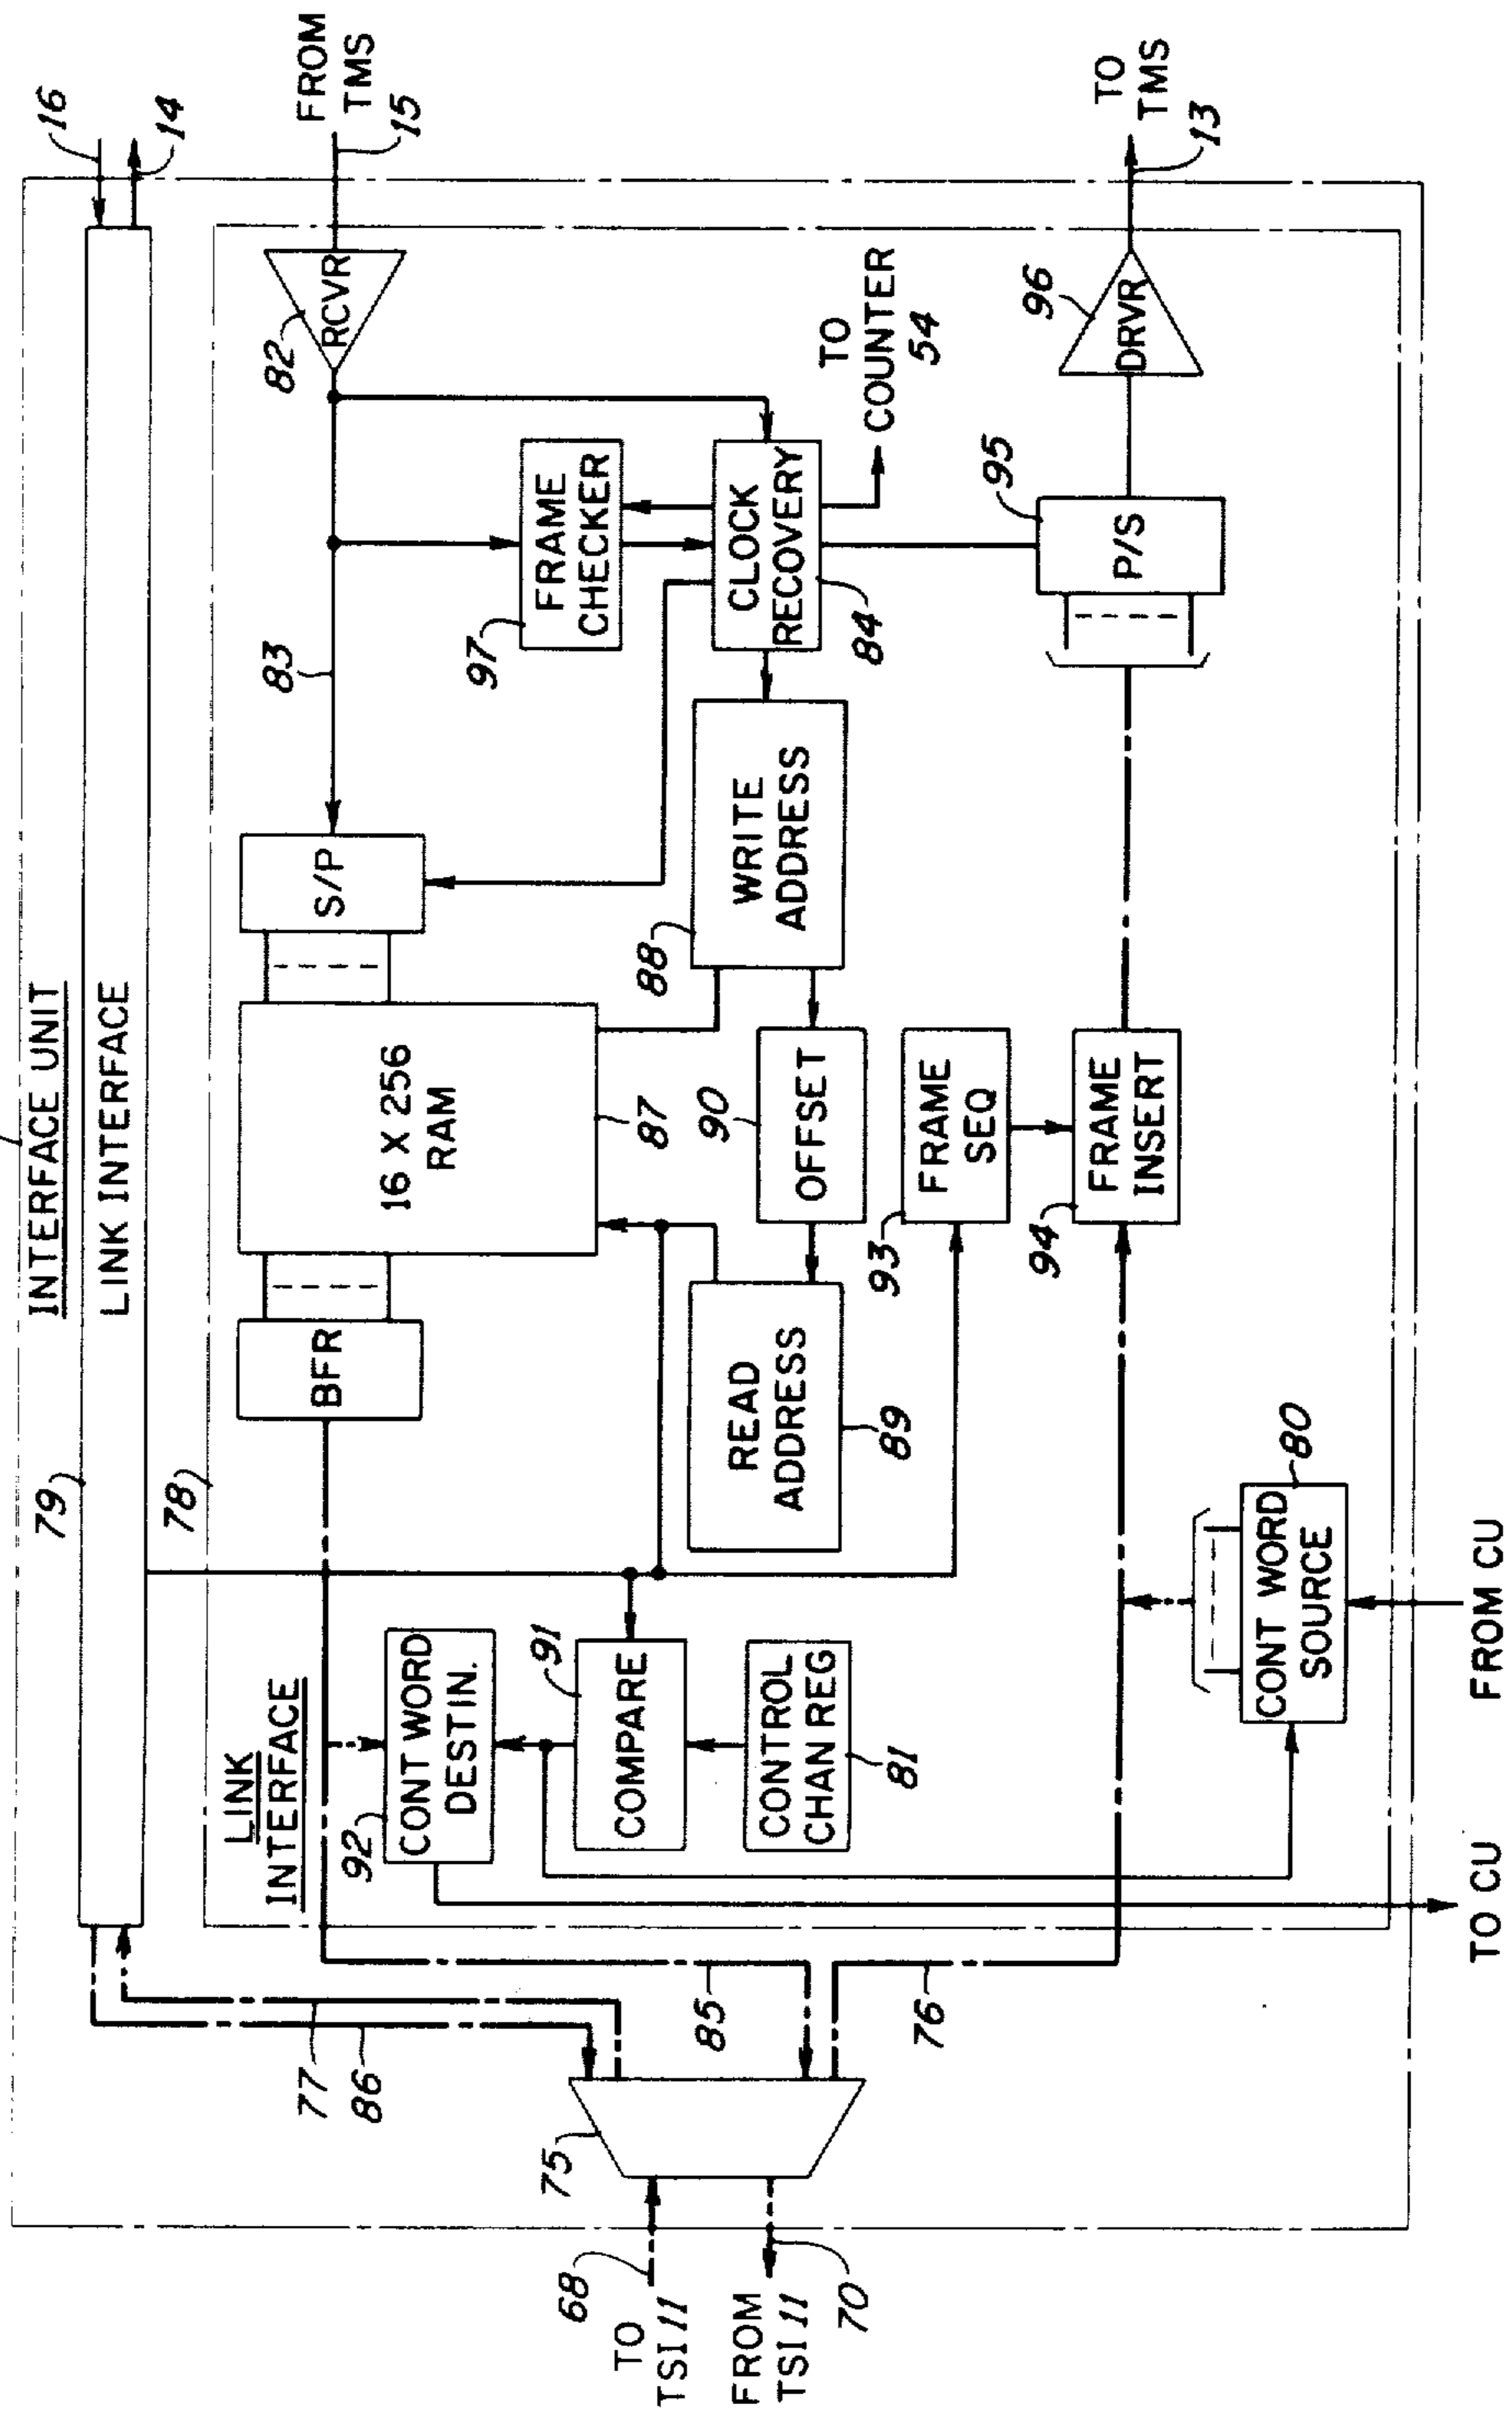 INTERFACE UNIT
LINK INTERFACE
79
16
14
78
FROM
TMS
15
RCVR
82
83
S/P
16 X 256
RAM
87
BFR
LINK
INTERFACE
CONT WORD
DESTIN.
92
COMPARE
91
CONTROL
CHAN REG
81
READ
ADDRESS
89
OFFSET
90
WRITE
ADDRESS
88
FRAME
CHECKER
97
CLOCK
RECOVERY
84
TO
COUNTER
54
FRAME
SEQ
93
FRAME
INSERT
94
P/S
95
DRVR
96
TO
TMS
13
CONT WORD
SOURCE
80
FROM CU
TO CU
77
86
85
76
75
68
TO
TSI 11
FROM
TSI 11
70